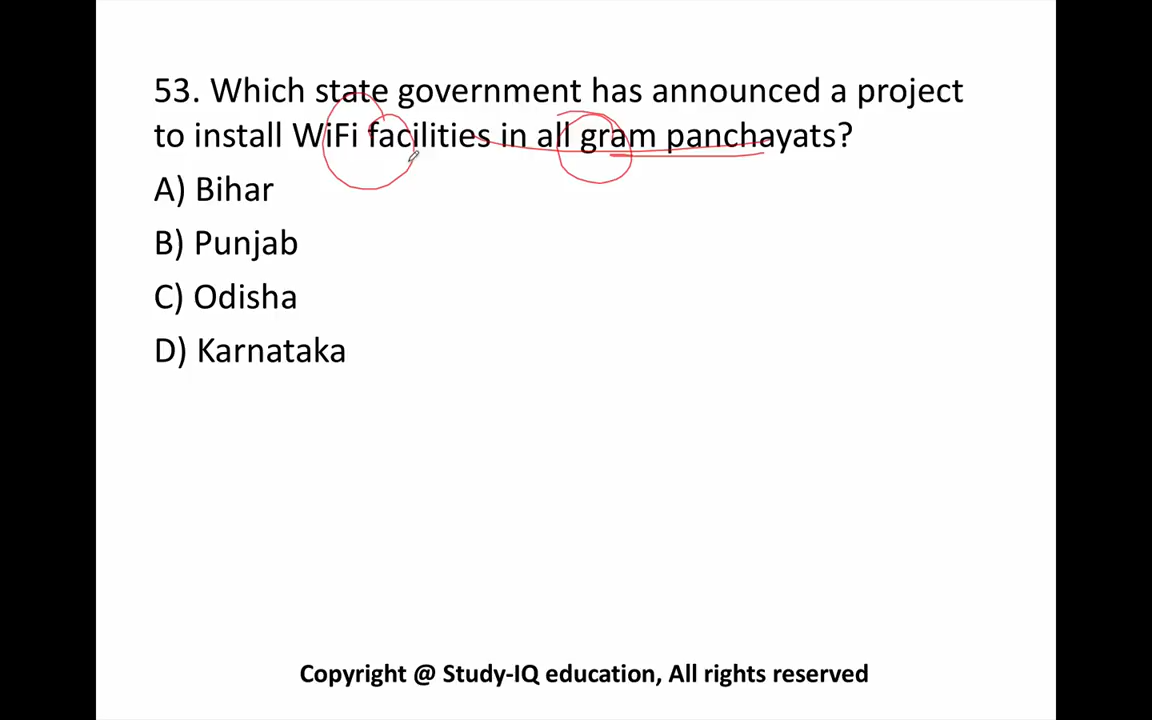 53. Which state government has announced a project
to install WiFi facilities in all gram panchayats?
A) Bihar
B) Punjab
C) Odisha
D) Karnataka
Copyright @ Study-IQ education, All rights reserved